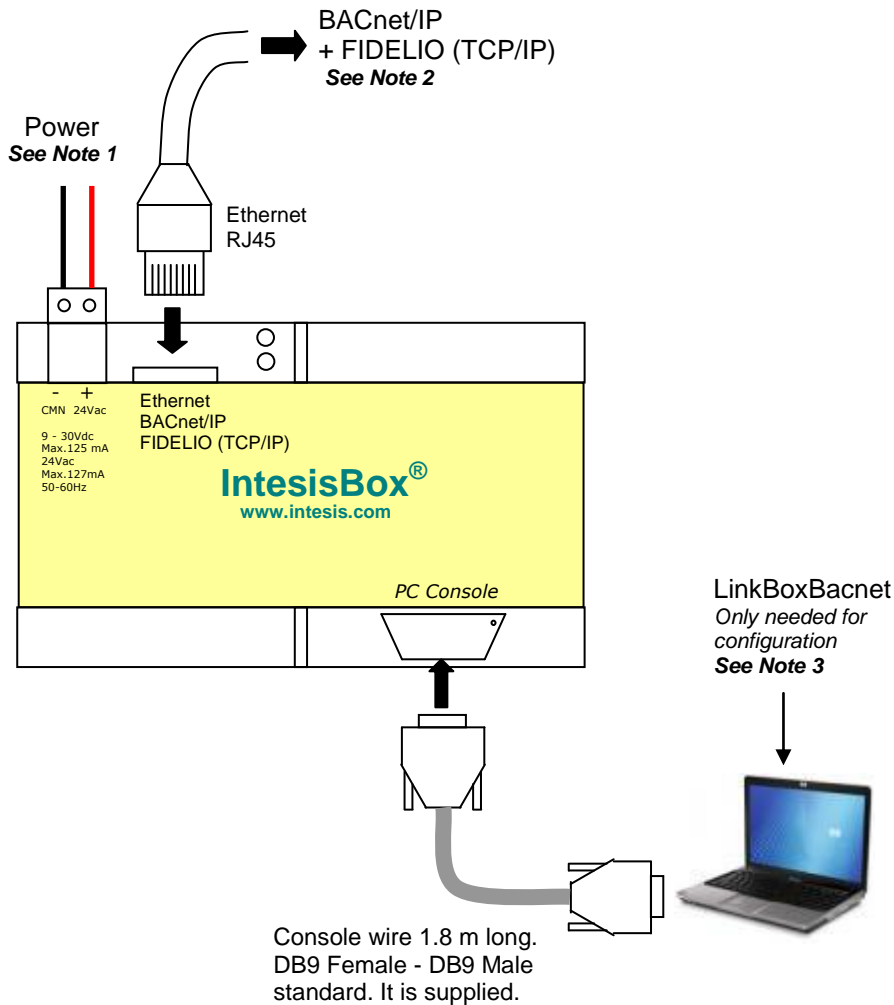 BACnet/IP
+ FIDELIO (TCP/IP)
See Note 2
Power
See Note 1
Ethernet
RJ45
- +
CMN 24Vac
9 - 30Vdc
Max.125 mA
24Vac
Max.127mA
50-60Hz
Ethernet
BACnet/IP
FIDELIO (TCP/IP)
IntesisBox®
www.intesis.com
PC Console
LinkBoxBacnet
Only needed for
configuration
See Note 3
Console wire 1.8 m long.
DB9 Female - DB9 Male
standard. It is supplied.